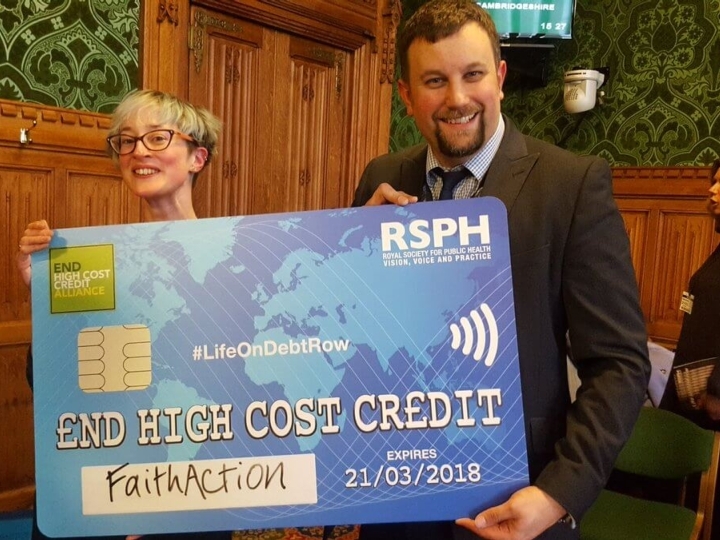 CAMBRIDGESHIRE
15 27
END
HIGH COST
CREDIT
ALLIANCE
RSPH
ROYAL SOCIETY FOR PUBLIC HEALTH
VISION, VOICE AND PRACTICE
#LifeOnDebtRow
£ND HIGH COST CR£DIT
FaithAction
EXPIRES
21/03/2018